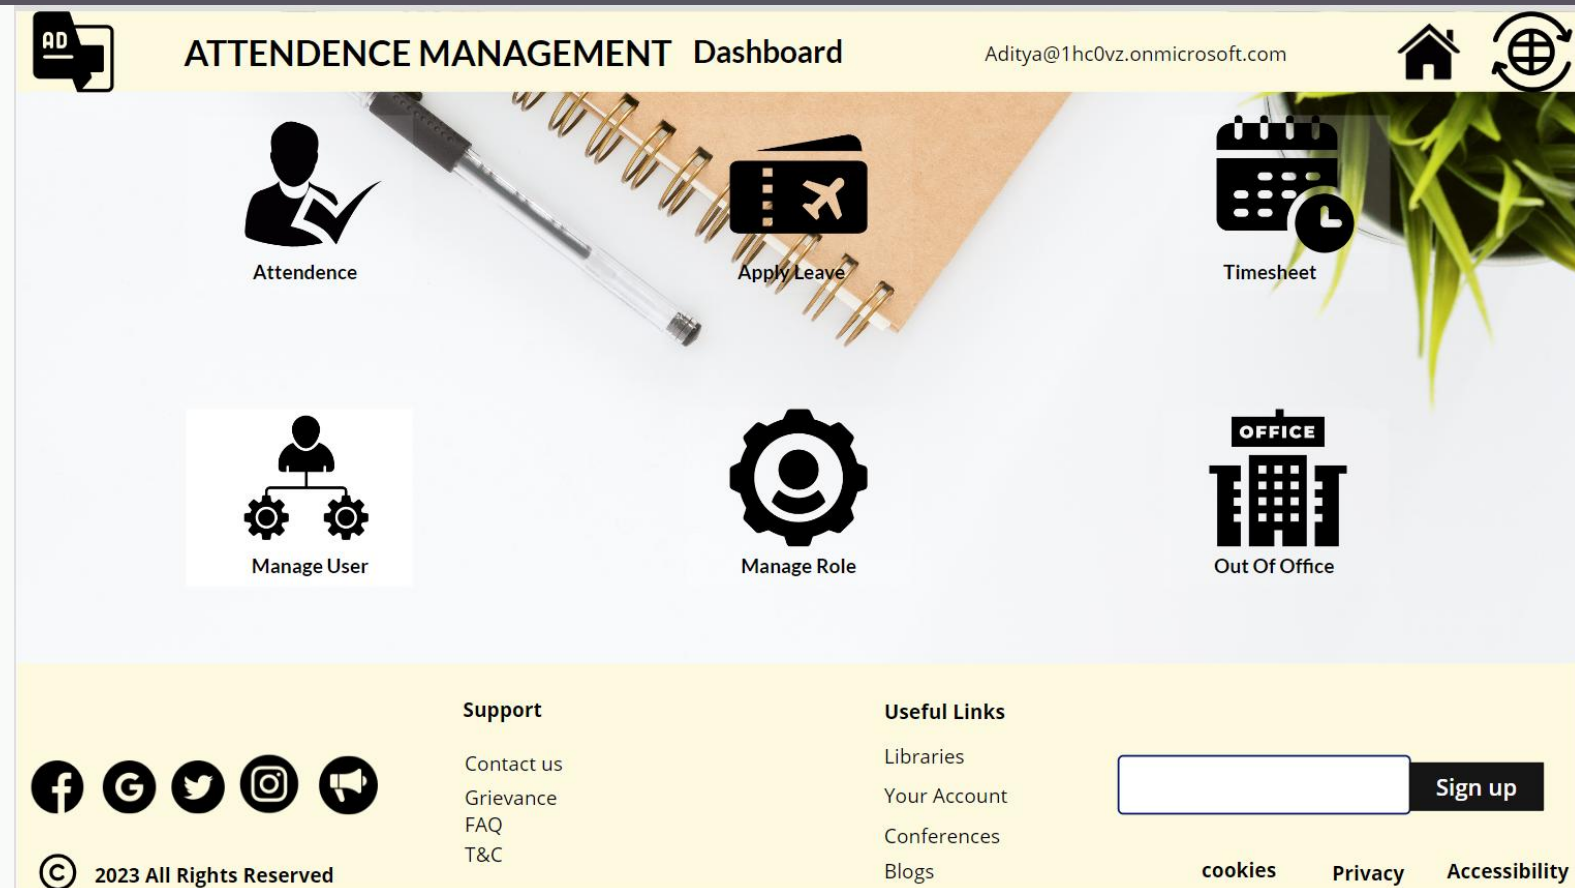 AD
ATTENDENCE MANAGEMENT Dashboard
Aditya@1hc0vz.onmicrosoft.com
Attendence
Apply Leave
Timesheet
OFFICE
Manage User
Manage Role
Out Of Office
Support
Contact us
Grievance
FAQ
T&C
Useful Links
Libraries
Your Account
Conferences
Blogs
Sign up
© 2023 All Rights Reserved
cookies
Privacy
Accessibility